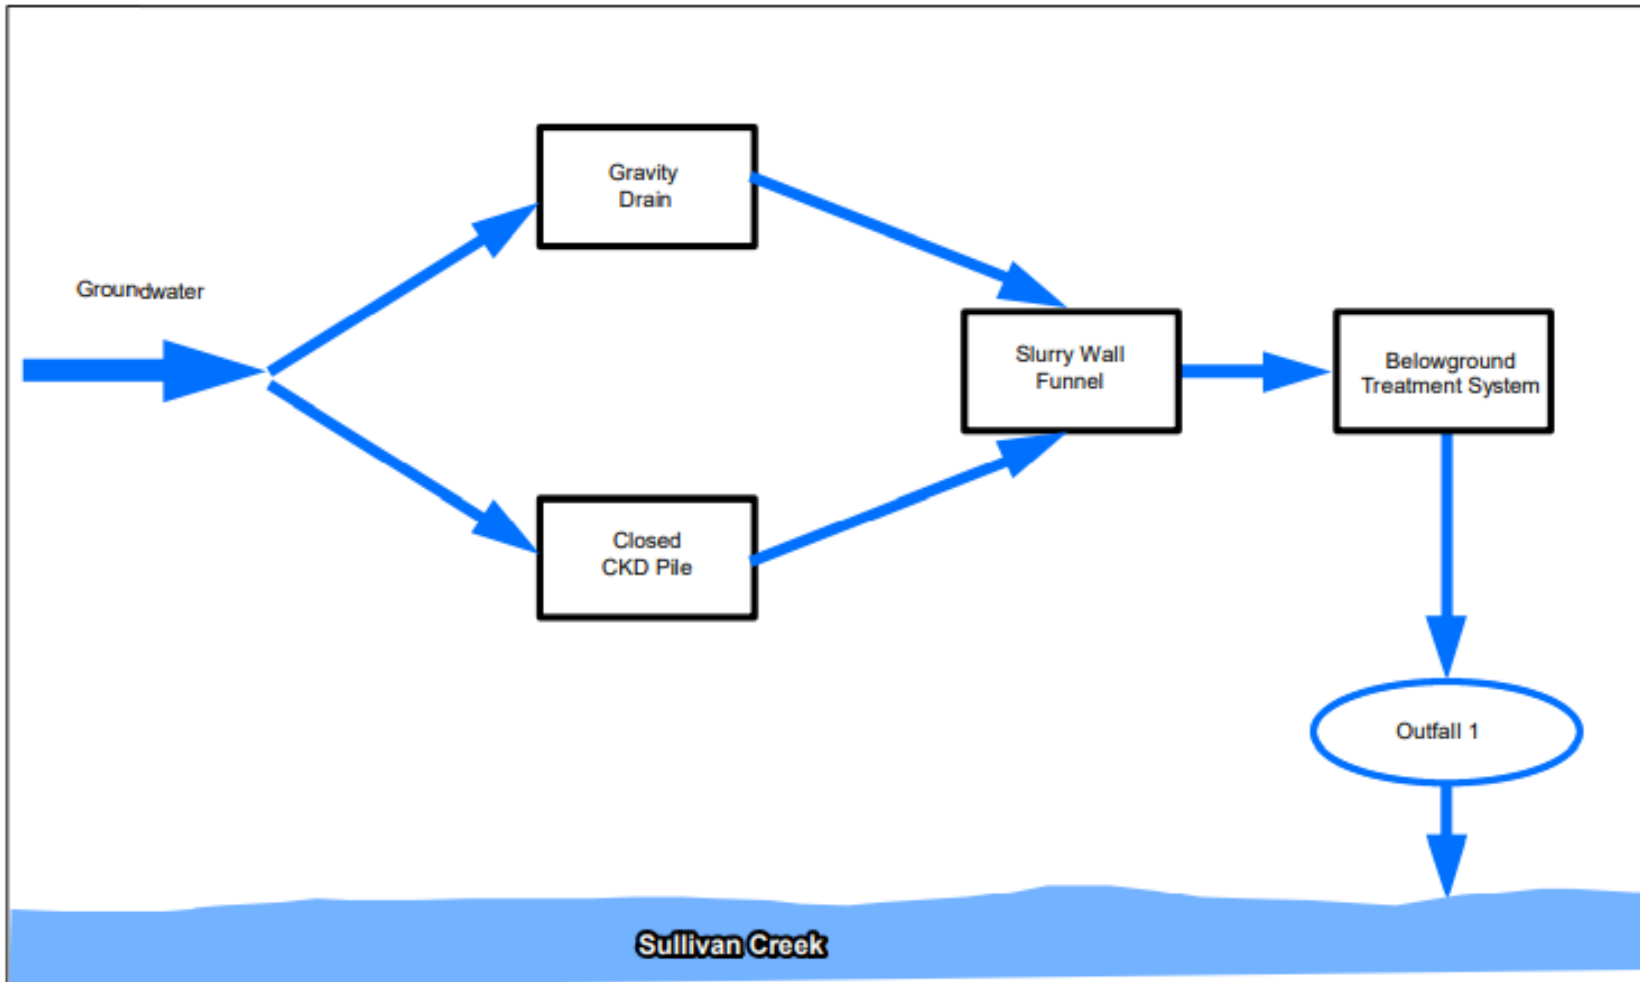 Gravity
Drain
Groundwater
Slurry Wall
Funnel
Belowground
Treatment System
Closed
CKD Pile
Outfall 1
Sullivan Creek